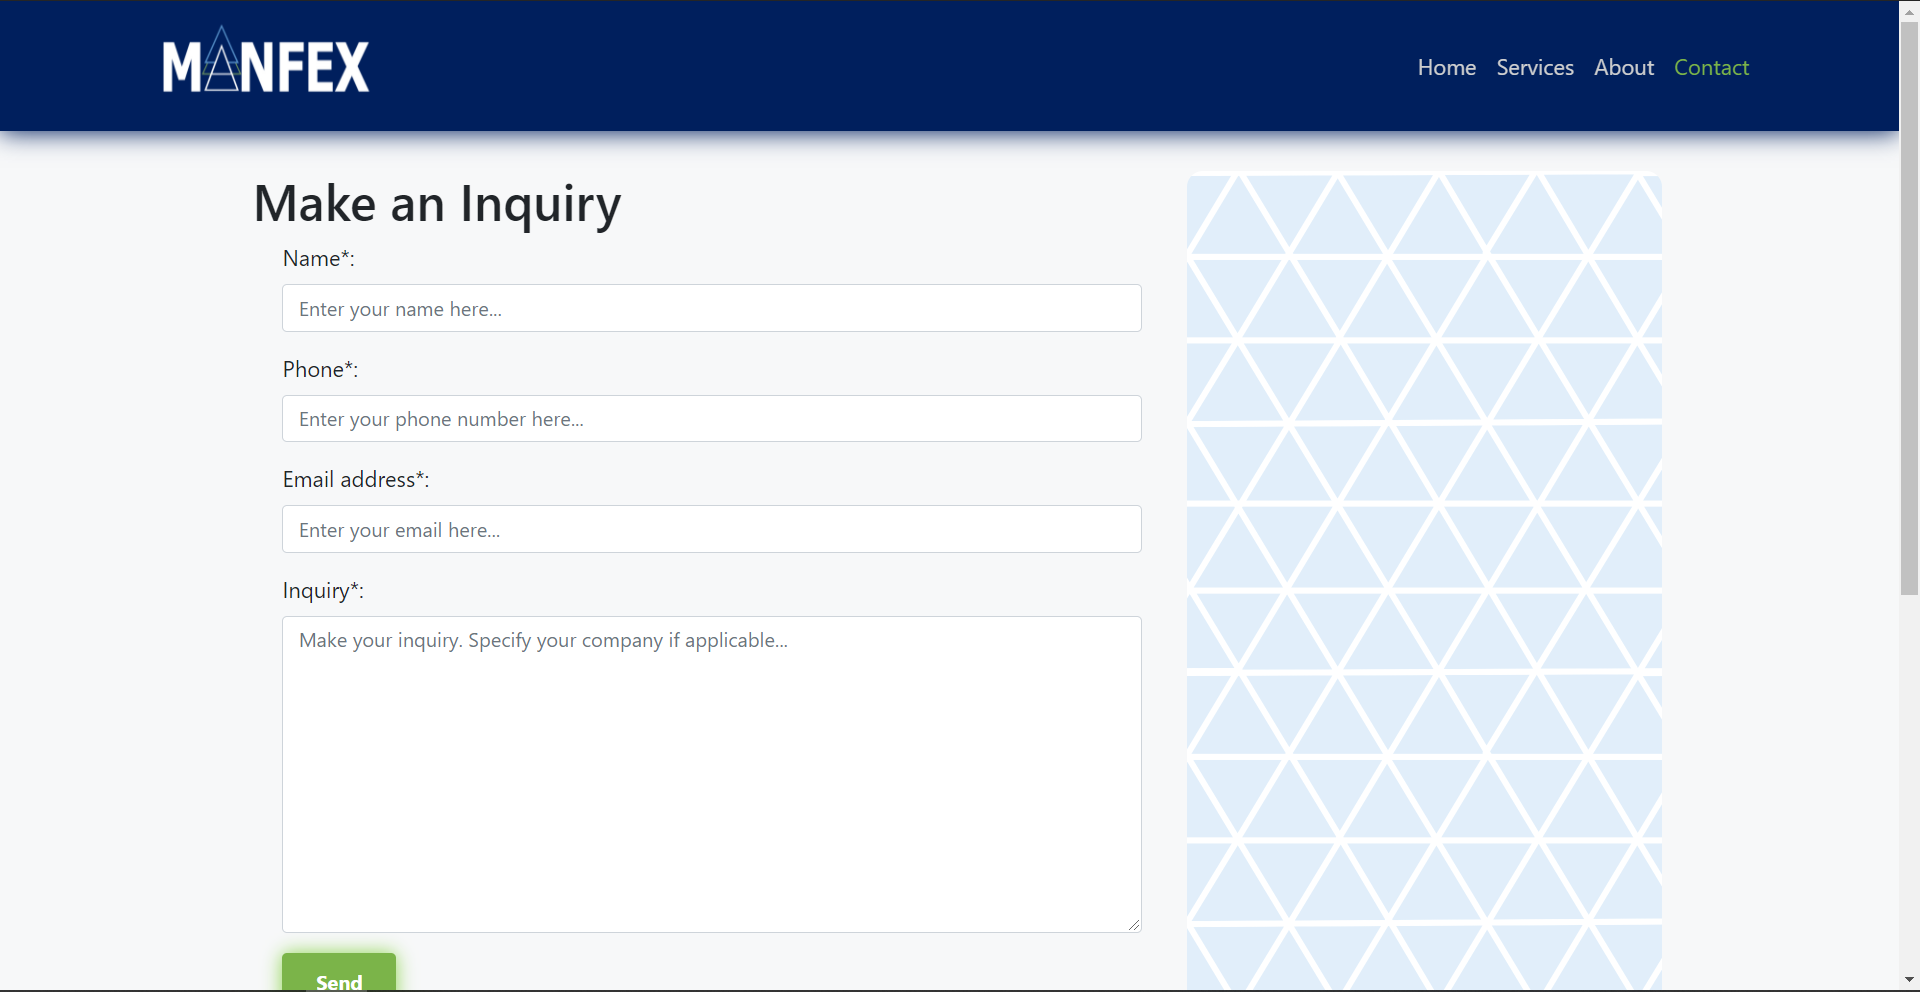 MANFEX
Home Services About Contact
Make an Inquiry
Name*:
Enter your name here...
Phone*:
Enter your phone number here...
Email address*:
Enter your email here...
Inquiry*:
Make your inquiry. Specify your company if applicable...
Send